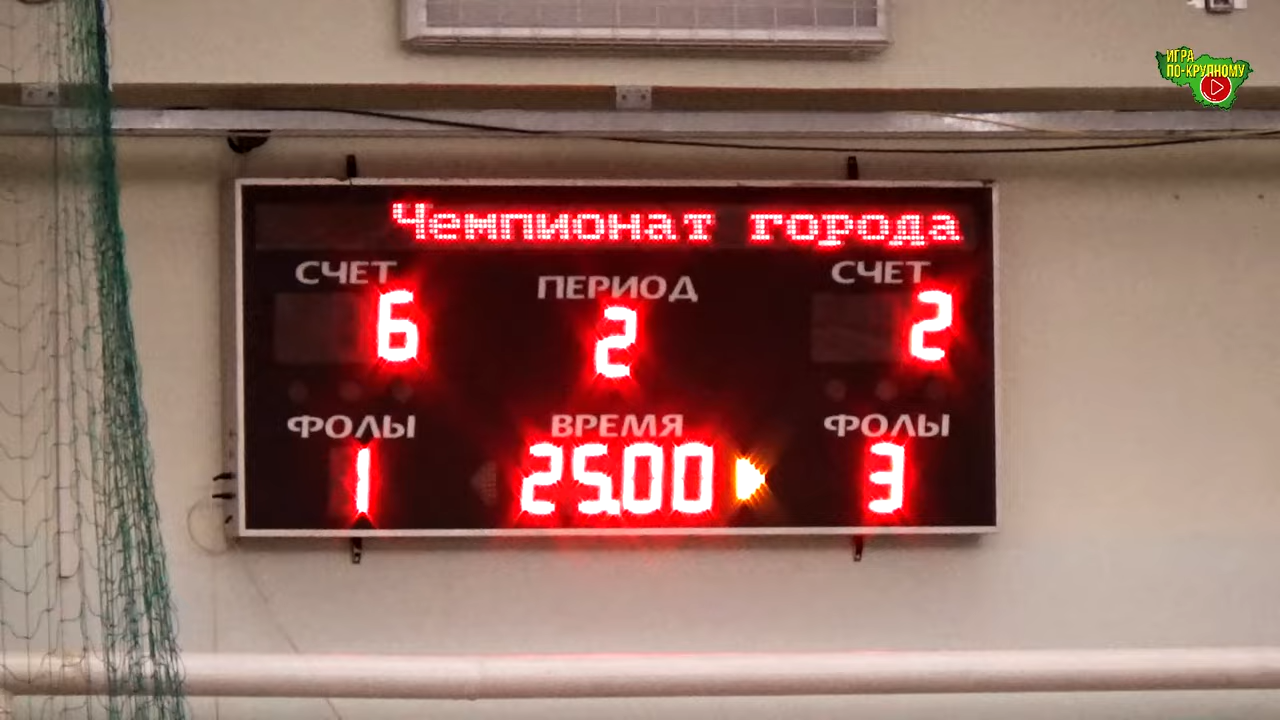 ИГРА
ПО-КРУПНОМУ
Чемпионат города
СЧЕТ ПЕРИОД СЧЕТ
6 2 2
ФОЛЫ ВРЕМЯ ФОЛЫ
1 25.00 3